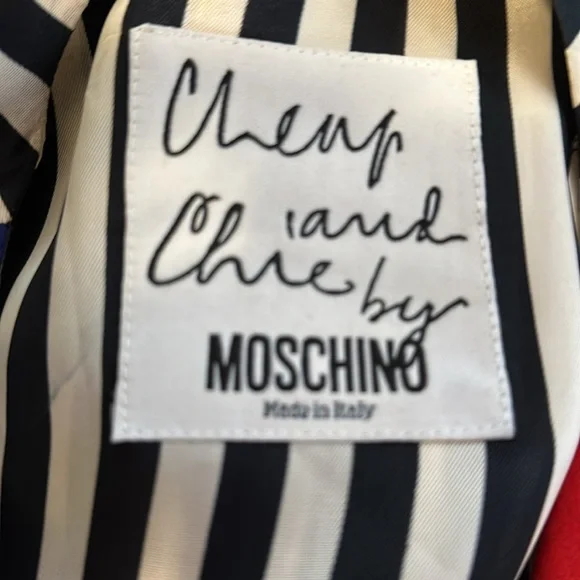 Cheap
and
Chic by
MOSCHINO
Made in Italy